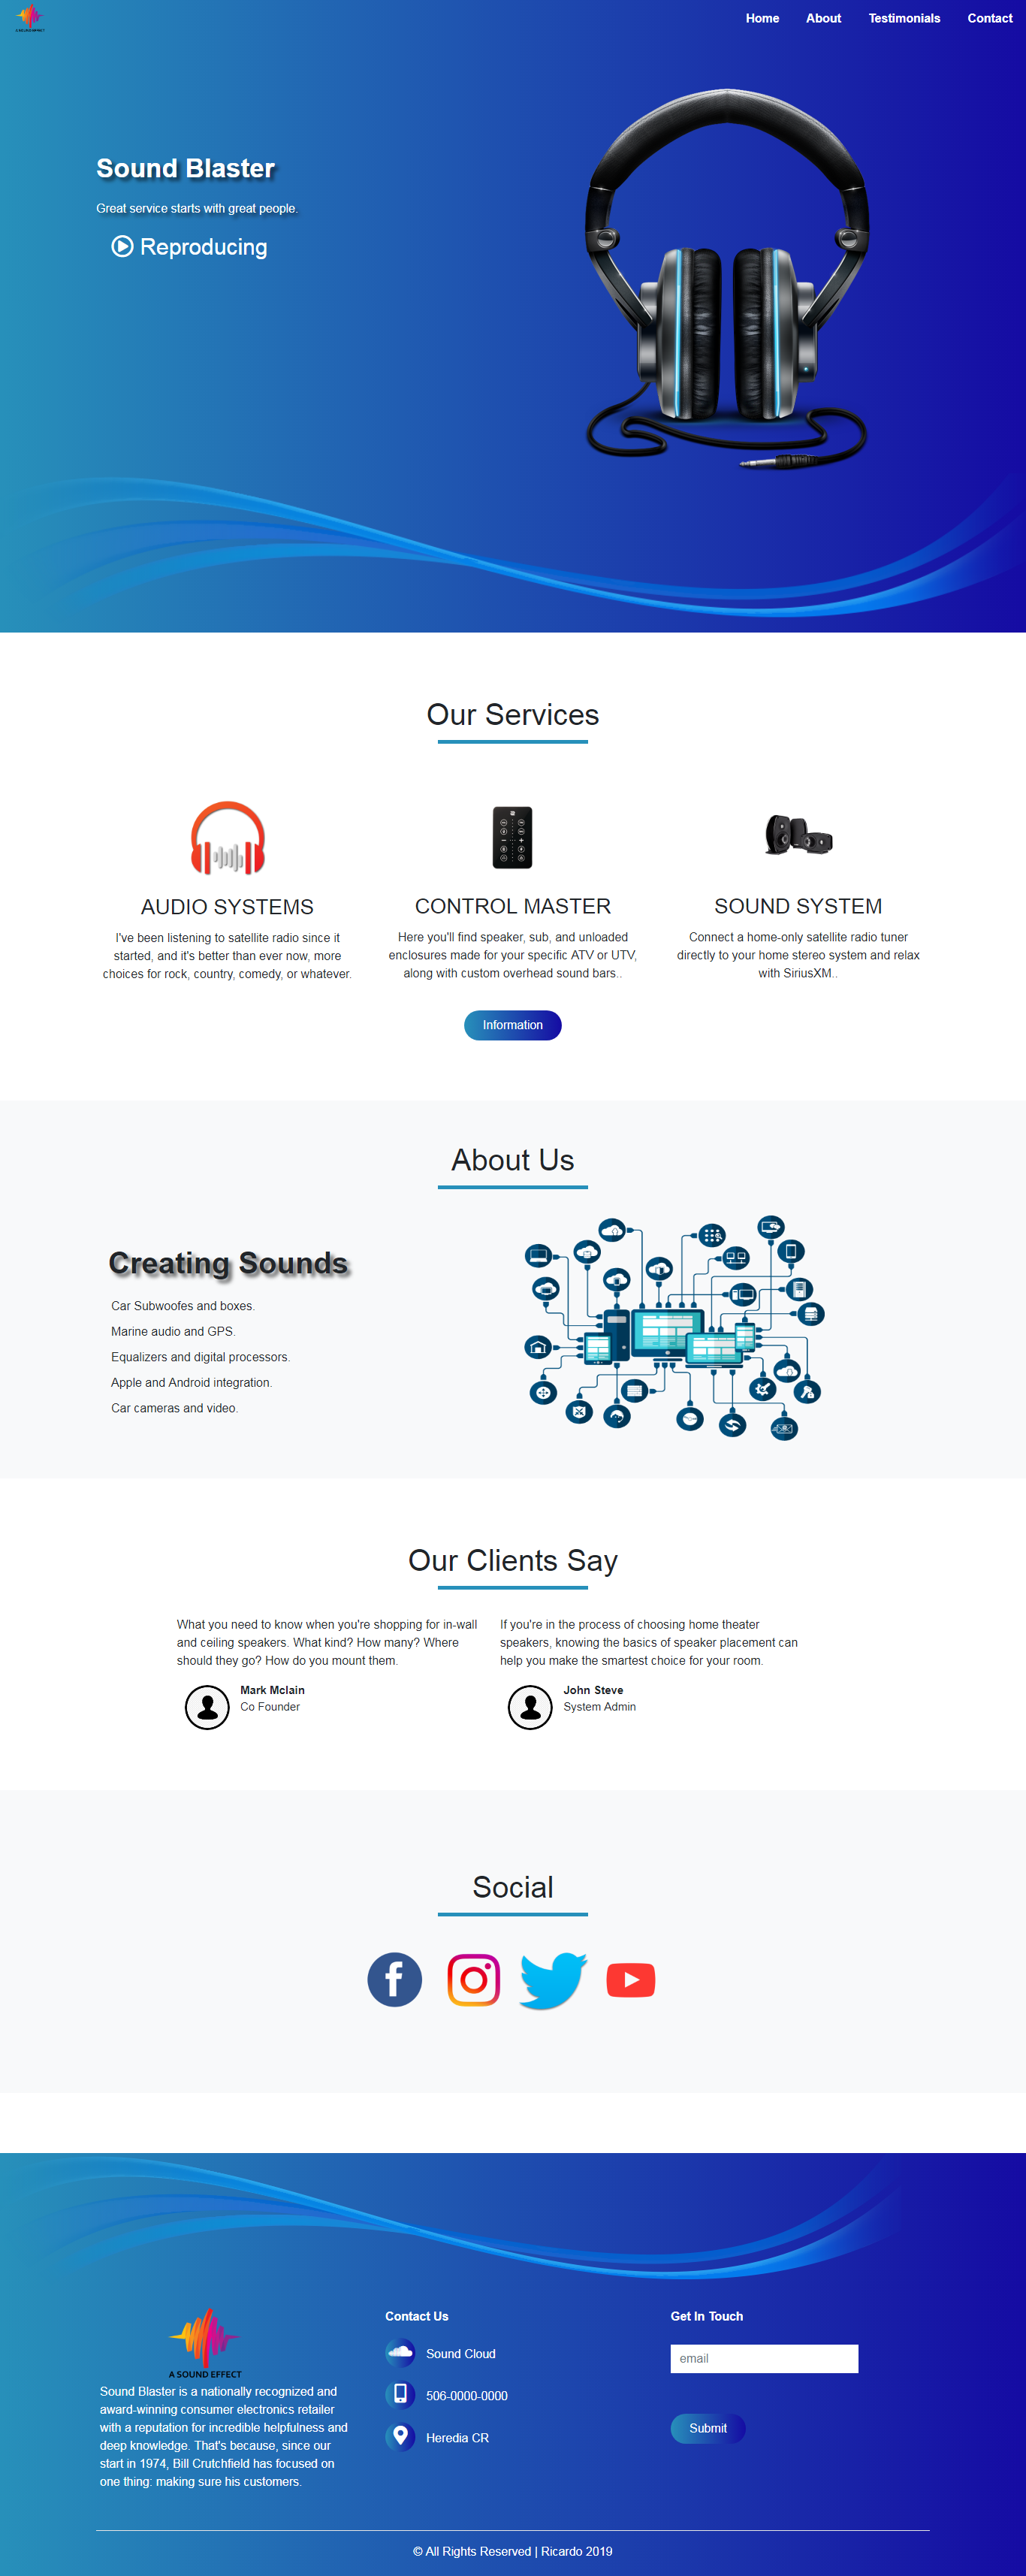 A SOUND EFFECT
Home About Testimonials Contact
Sound Blaster
Great service starts with great people.
Reproducing
Our Services
AUDIO SYSTEMS
I've been listening to satellite radio since it
started, and it's better than ever now, more
choices for rock, country, comedy, or whatever.
CONTROL MASTER
Here you'll find speaker, sub, and unloaded
enclosures made for your specific ATV or UTV,
along with custom overhead sound bars..
SOUND SYSTEM
Connect a home-only satellite radio tuner
directly to your home stereo system and relax
with SiriusXM..
Information
About Us
Creating Sounds
Car Subwoofes and boxes.
Marine audio and GPS.
Equalizers and digital processors.
Apple and Android integration.
Car cameras and video.
Our Clients Say
What you need to know when you're shopping for in-wall
and ceiling speakers. What kind? How many? Where
should they go? How do you mount them.
Mark Mclain
Co Founder
If you're in the process of choosing home theater
speakers, knowing the basics of speaker placement can
help you make the smartest choice for your room.
John Steve
System Admin
Social
A SOUND EFFECT
Sound Blaster is a nationally recognized and
award-winning consumer electronics retailer
with a reputation for incredible helpfulness and
deep knowledge. That's because, since our
start in 1974, Bill Crutchfield has focused on
one thing: making sure his customers.
Contact Us
Sound Cloud
506-0000-0000
Heredia CR
Get In Touch
email
Submit
© All Rights Reserved | Ricardo 2019